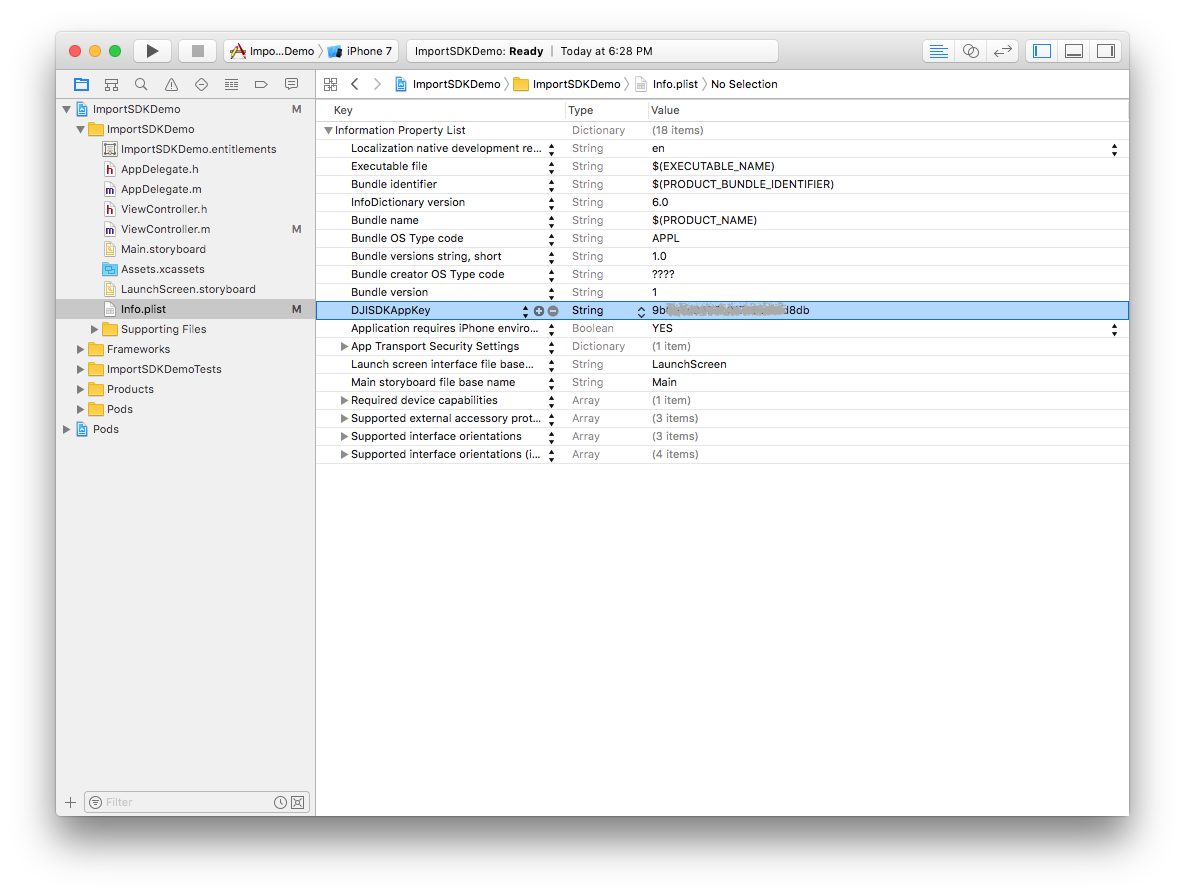 Impo...Demo 〉 iPhone 7
ImportSDKDemo: Ready | Today at 6:28 PM
ImportSDKDemo 〉 ImportSDKDemo 〉 Info.plist 〉 No Selection
ImportSDKDemo M
ImportSDKDemo
ImportSDKDemo.entitlements
h AppDelegate.h
m AppDelegate.m
h ViewController.h
m ViewController.m M
Main.storyboard
Assets.xcassets
LaunchScreen.storyboard
Info.plist M
Supporting Files
Frameworks
ImportSDKDemoTests
Products
Pods
Pods
Filter
Key Type Value
Information Property List Dictionary (18 items)
Localization native development re... String en
Executable file String $(EXECUTABLE_NAME)
Bundle identifier String $(PRODUCT_BUNDLE_IDENTIFIER)
InfoDictionary version String 6.0
Bundle name String $(PRODUCT_NAME)
Bundle OS Type code String APPL
Bundle versions string, short String 1.0
Bundle creator OS Type code String ????
Bundle version String 1
DJISDKAppKey String
Application requires iPhone enviro... Boolean YES
App Transport Security Settings Dictionary (1 item)
Launch screen interface file base... String LaunchScreen
Main storyboard file base name String Main
Required device capabilities Array (1 item)
Supported external accessory prot... Array (3 items)
Supported interface orientations Array (3 items)
Supported interface orientations (i... Array (4 items)